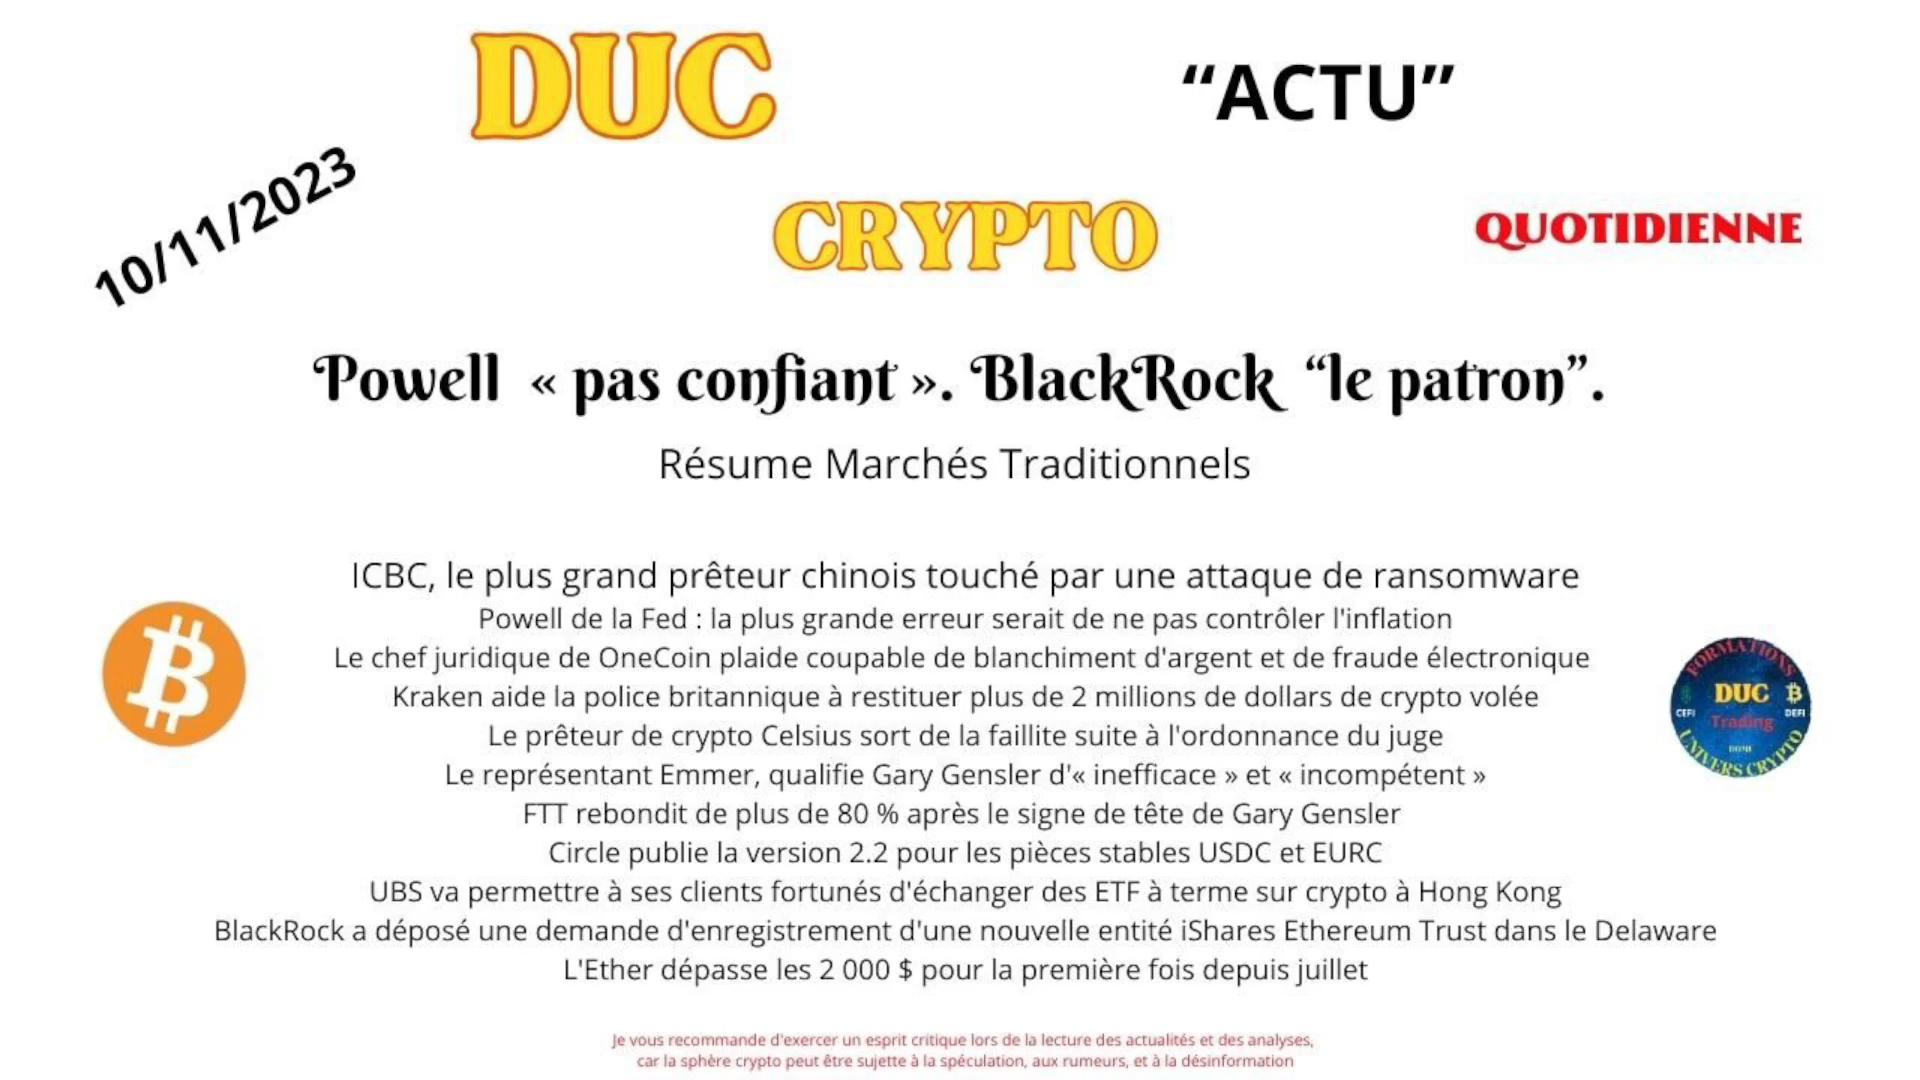 DUC
“ACTU”
10/11/2023
CRYPTO
QUOTIDIENNE
Powell « pas confiant ». BlackRock “le patron”.
Résume Marchés Traditionnels
ICBC, le plus grand prêteur chinois touché par une attaque de ransomware
Powell de la Fed : la plus grande erreur serait de ne pas contrôler l'inflation
Le chef juridique de OneCoin plaide coupable de blanchiment d'argent et de fraude électronique
Kraken aide la police britannique à restituer plus de 2 millions de dollars de crypto volée
Le prêteur de crypto Celsius sort de la faillite suite à l'ordonnance du juge
Le représentant Emmer, qualifie Gary Gensler d'« inefficace » et « incompétent »
FTT rebondit de plus de 80 % après le signe de tête de Gary Gensler
Circle publie la version 2.2 pour les pièces stables USDC et EURC
UBS va permettre à ses clients fortunés d'échanger des ETF à terme sur crypto à Hong Kong
BlackRock a déposé une demande d'enregistrement d'une nouvelle entité iShares Ethereum Trust dans le Delaware
L'Ether dépasse les 2 000 $ pour la première fois depuis juillet
FORMATIONS
DUC
CEFI
DEFI
Trading
UNIVERS CRYPTO
Je vous recommande d'exercer un esprit critique lors de la lecture des actualités et des analyses,
car la sphère crypto peut être sujette à la spéculation, aux rumeurs, et à la désinformation